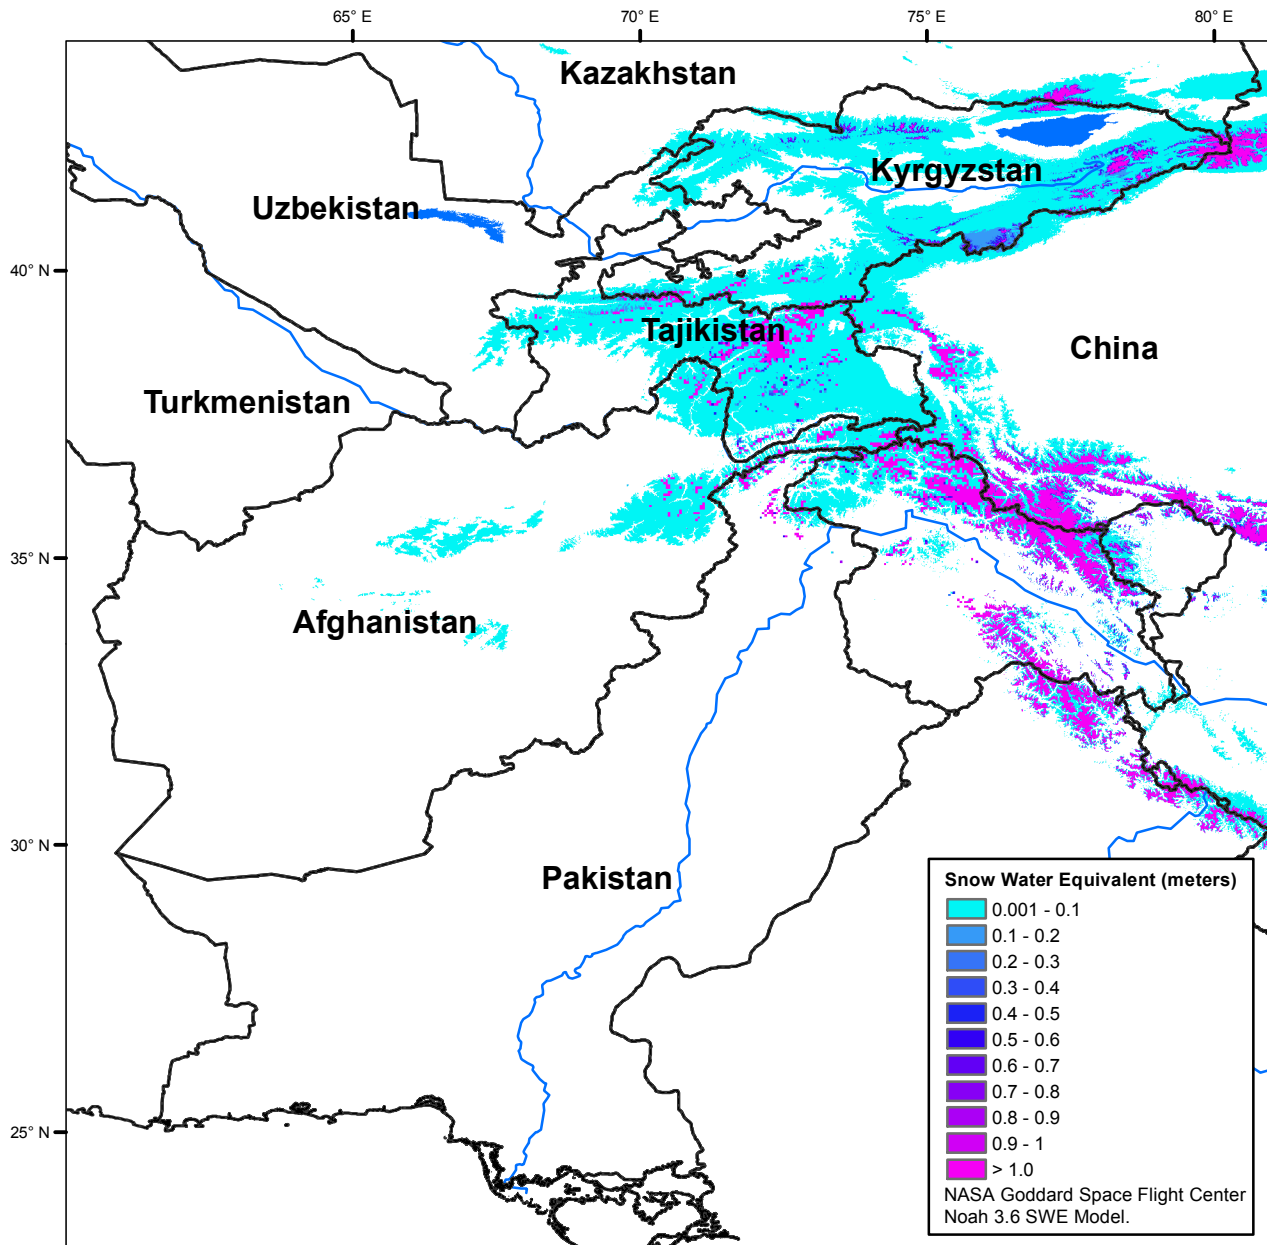 65° E
70° E
75° E
80° E
Kazakhstan
Kyrgyzstan
Uzbekistan
40° N
Tajikistan
China
Turkmenistan
35° N
Afghanistan
30° N
Pakistan
25° N
Snow Water Equivalent (meters)
0.001 - 0.1
0.1 - 0.2
0.2 - 0.3
0.3 - 0.4
0.4 - 0.5
0.5 - 0.6
0.6 - 0.7
0.7 - 0.8
0.8 - 0.9
0.9 - 1
> 1.0
NASA Goddard Space Flight Center
Noah 3.6 SWE Model.